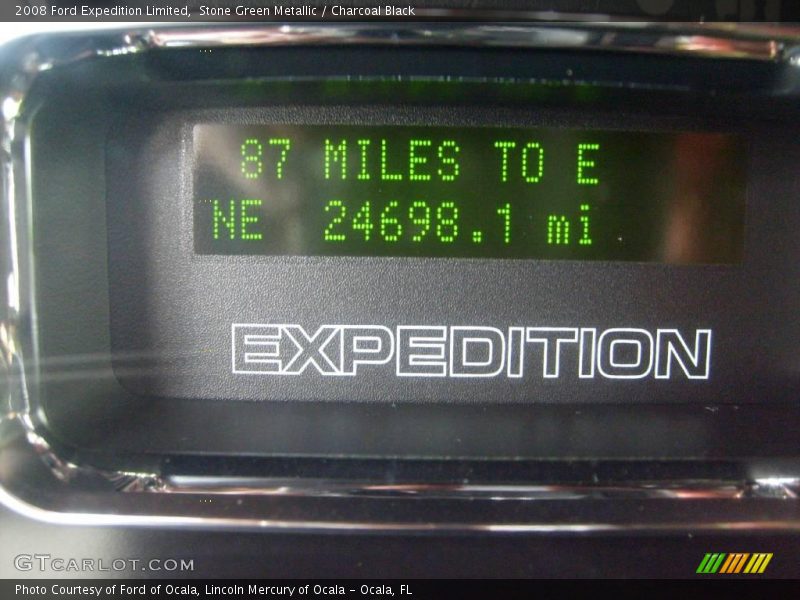 2008 Ford Expedition Limited, Stone Green Metallic / Charcoal Black
87 MILES TO E
NE 24698.1 mi
EXPEDITION
GTCARLOT.COM
Photo Courtesy of Ford of Ocala, Lincoln Mercury of Ocala - Ocala, FL